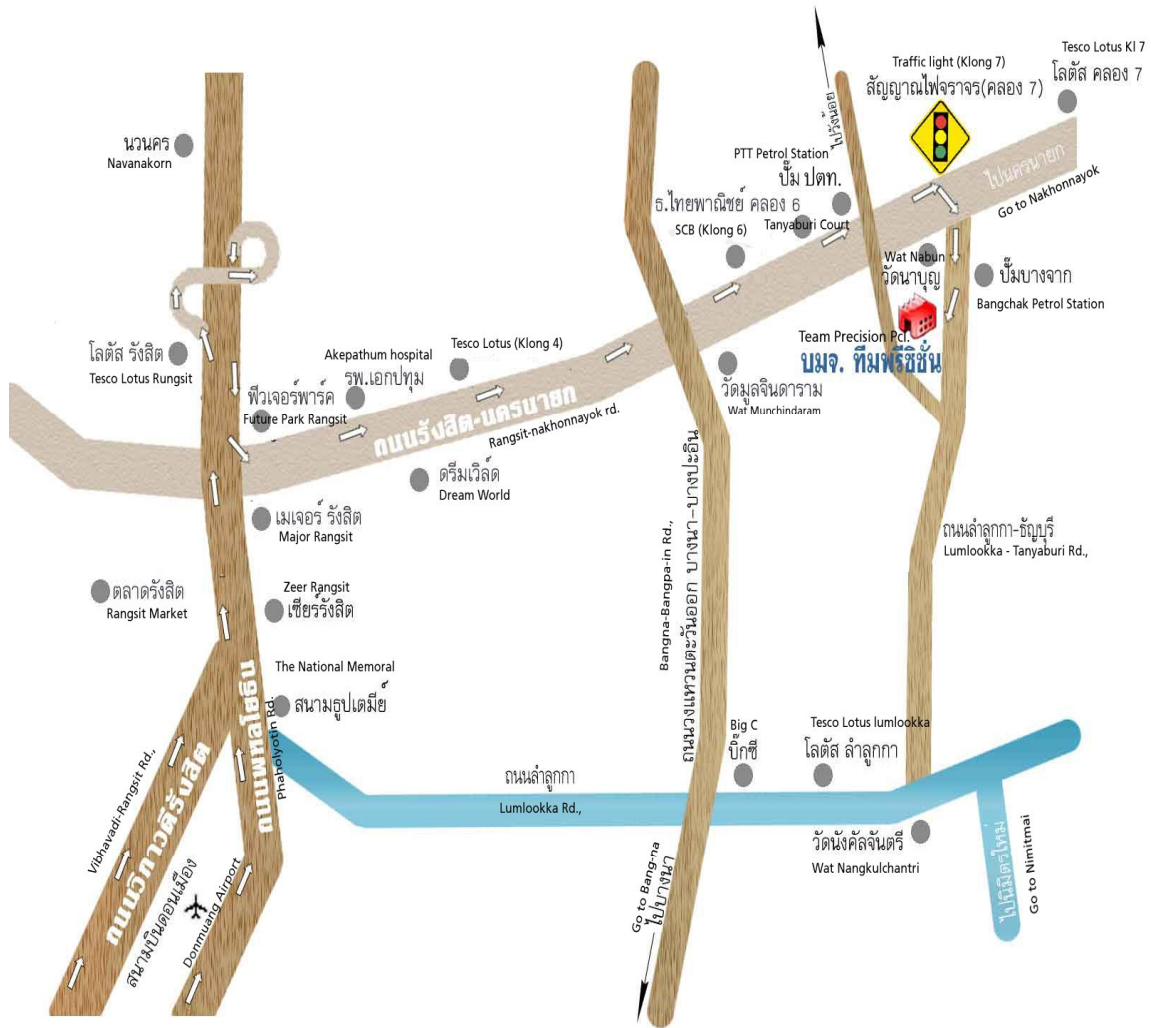 Tesco Lotus Kl 7
โลตัส คลอง 7
Traffic light (Klong 7)
สัญญาณไฟจราจร(คลอง 7)
ไปวังน้อย
นวนคร
Navanakorn
PTT Petrol Station
ปั๊ม ปตท.
ไปนครนายก
Go to Nakhonnayok
ธ.ไทยพาณิชย์ คลอง 6
SCB (Klong 6)
Tanyaburi Court
Wat Nabun
วัดนาบุญ
ปั๊มบางจาก
Bangchak Petrol Station
โลตัส รังสิต
Tesco Lotus Rungsit
Akepathum hospital
รพ.เอกปทุม
Tesco Lotus (Klong 4)
Team Precision Pcl.
บมจ. ทีมพรีซิชั่น
ฟิวเจอร์พาร์ค
Future Park Rangsit
ถนนรังสิต-นครนายก
Rangsit-nakhonnayok rd.
วัดมูลจินดาราม
Wat Munchindaram
ดรีมเวิล์ด
Dream World
เมเจอร์ รังสิต
Major Rangsit
ถนนลำลูกกา-ธัญบุรี
Lumlookka - Tanyaburi Rd.,
ตลาดรังสิต
Rangsit Market
Zeer Rangsit
เซียร์รังสิต
Bangna-Bangpa-in Rd.,
ถนนวงแหวนตะวันออก บางนา-บางปะอิน
The National Memoral
สนามธูปเตมีย์
ถนนพหลโยธิน
Phaholyotin Rd.
Vibhavadi-Rangsit Rd.,
ถนนวิภาวดีรังสิต
ถนนลำลูกกา
Lumlookka Rd.,
Big C
บิ๊กซี
Tesco Lotus lumlookka
โลตัส ลำลูกกา
วัดนังคัลจันตรี
Wat Nangkulchantri
ไปนิมิตรใหม่
Go to Nimitmai
สนามบินดอนเมือง
Donmuang Airport
Go to Bang-na
ไปบางนา